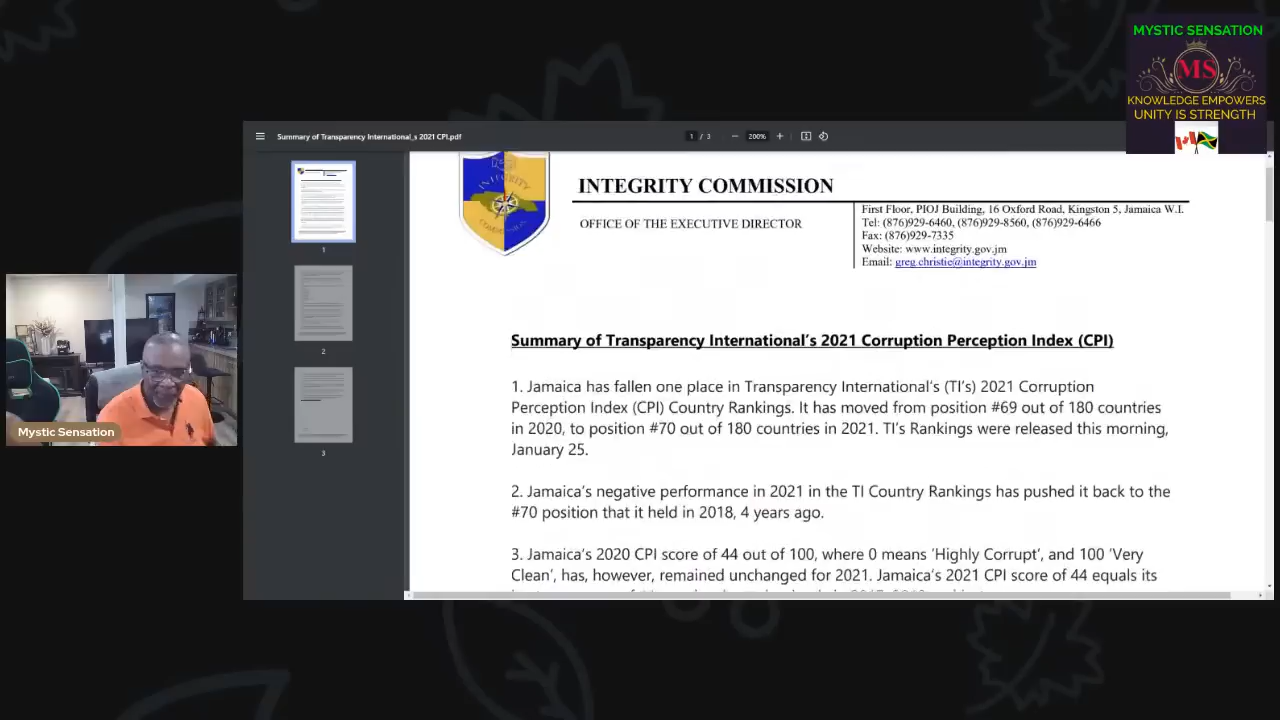 MYSTIC SENSATION
MS
KNOWLEDGE EMPOWERS
UNITY IS STRENGTH
Summary of Transparency International_s 2021 CPI.pdf
1 / 3
200%
INTEGRITY COMMISSION
OFFICE OF THE EXECUTIVE DIRECTOR
First Floor, PIOJ Building, 16 Oxford Road, Kingston 5, Jamaica W.I.
Tel: (876)929-6460, (876)929-8560, (876)929-6466
Fax: (876)929-7335
Website: www.integrity.gov.jm
Email: greg.christie@integrity.gov.jm
Summary of Transparency International’s 2021 Corruption Perception Index (CPI)
1. Jamaica has fallen one place in Transparency International’s (TI’s) 2021 Corruption
Perception Index (CPI) Country Rankings. It has moved from position #69 out of 180 countries
in 2020, to position #70 out of 180 countries in 2021. TI’s Rankings were released this morning,
January 25.
2. Jamaica’s negative performance in 2021 in the TI Country Rankings has pushed it back to the
#70 position that it held in 2018, 4 years ago.
3. Jamaica’s 2020 CPI score of 44 out of 100, where 0 means ‘Highly Corrupt’, and 100 ‘Very
Clean’, has, however, remained unchanged for 2021. Jamaica’s 2021 CPI score of 44 equals its
1
2
3
Mystic Sensation